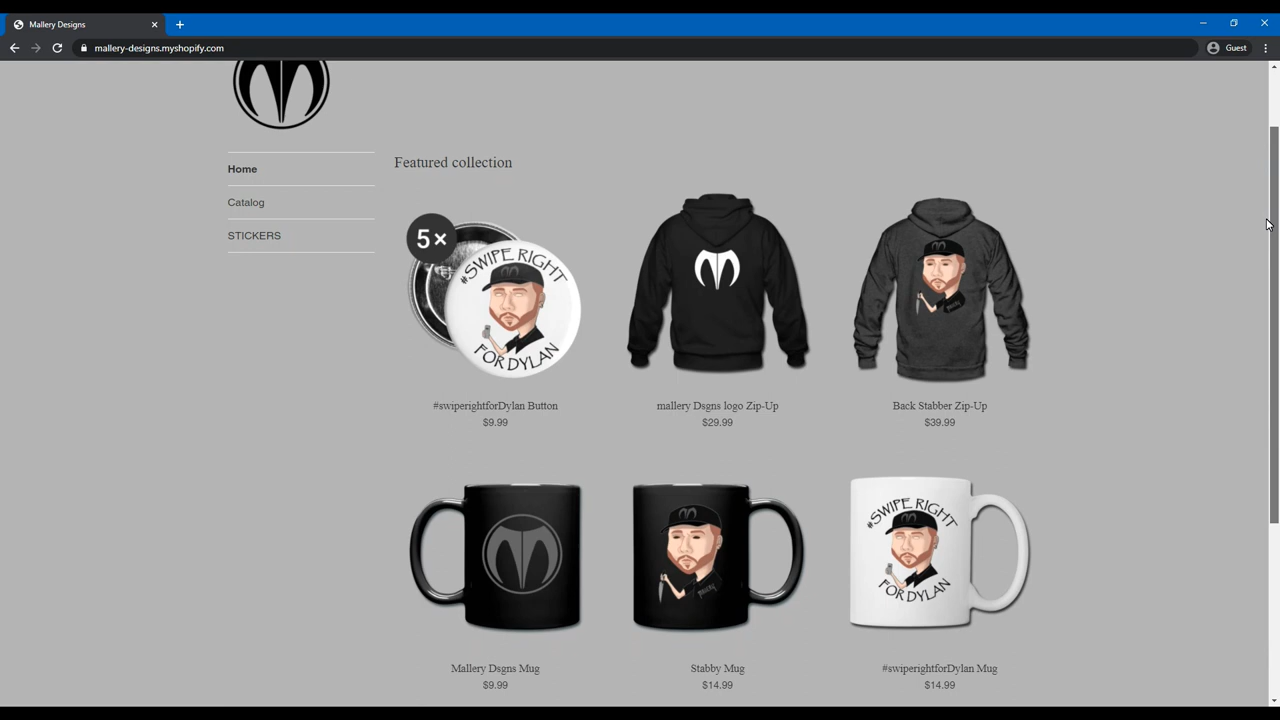 Mallery Designs
mallery-designs.myshopify.com
Guest
Home
Catalog
STICKERS
Featured collection
5×
#SWIPE RIGHT
FOR DYLAN
#swiperightforDylan Button
$9.99
mallery Dsgns logo Zip-Up
$29.99
Back Stabber Zip-Up
$39.99
Mallery Dsgns Mug
$9.99
Stabby Mug
$14.99
#SWIPE RIGHT
FOR DYLAN
#swiperightforDylan Mug
$14.99